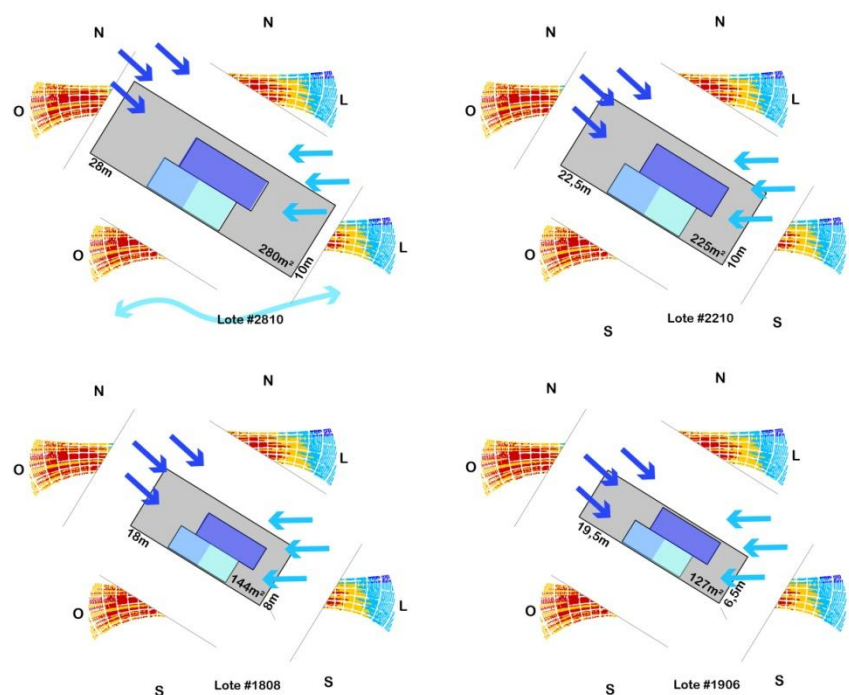 N
N
O
L
28m
280m²
10m
O
L
Lote #2810
N
N
O
L
22,5m
225m²
10m
O
L
Lote #2210
S
S
N
N
O
L
18m
144m²
8m
O
L
S
S
Lote #1808
N
N
O
L
19,5m
127m²
6,5m
O
L
S
S
Lote #1906